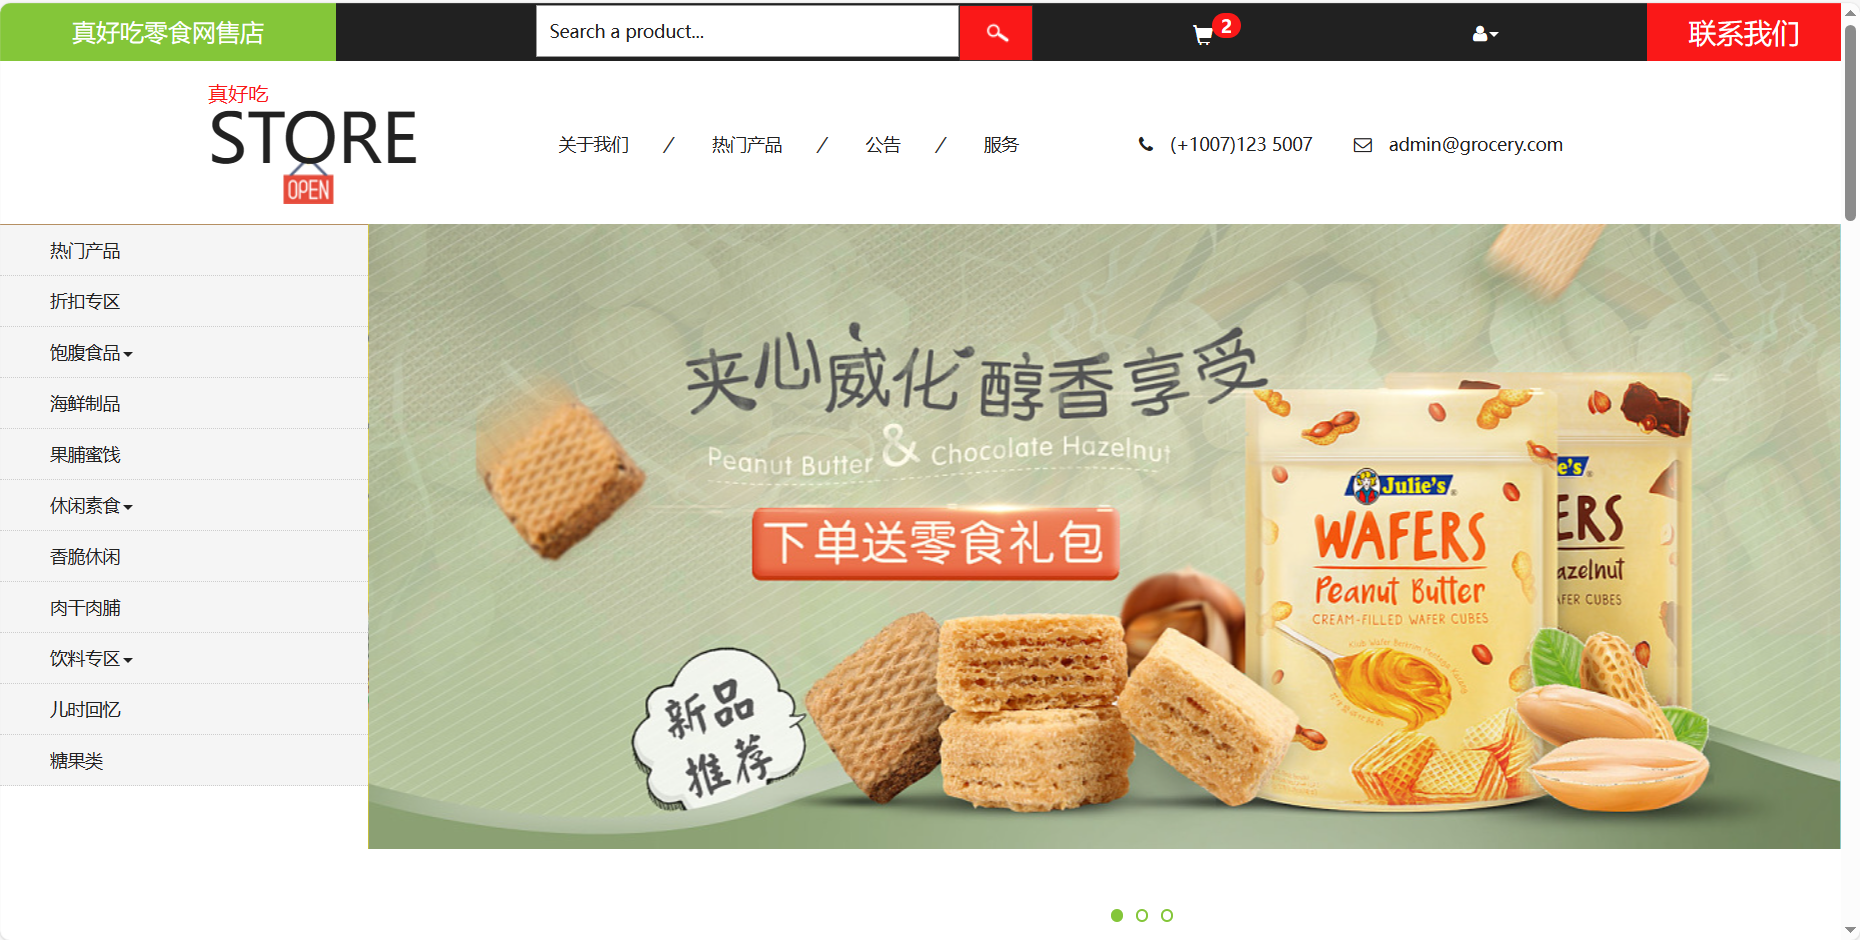 真好吃零食网售店
Search a product...
2
联系我们
真好吃
STORE
OPEN
关于我们 / 热门产品 / 公告 / 服务
(+1007)123 5007
admin@grocery.com
热门产品
折扣专区
饱腹食品
海鲜制品
果脯蜜饯
休闲素食
香脆休闲
肉干肉脯
饮料专区
儿时回忆
糖果类
夹心威化 醇香享受
Peanut Butter & Chocolate Hazelnut
下单送零食礼包
新品
推荐
Julie's
WAFERS
Peanut Butter
CREAM-FILLED WAFER CUBES
e's
ERS
azelnut
AFER CUBES